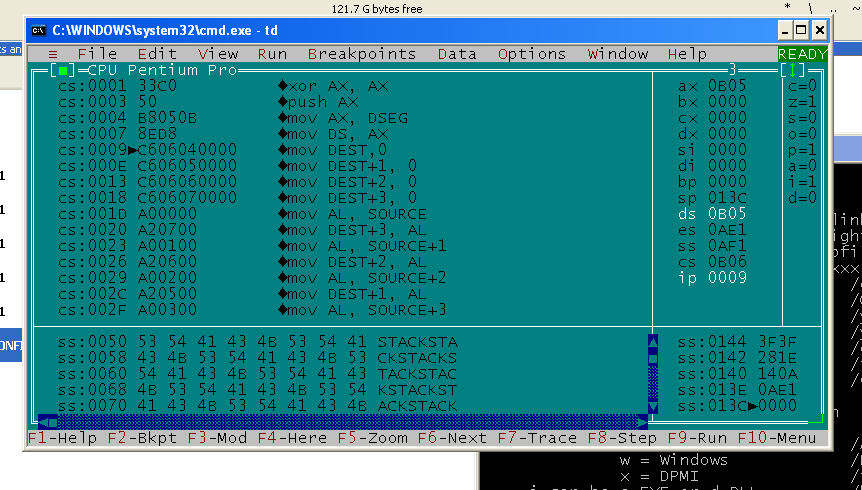 121.7 G bytes free
* \ .. ~
C:\WINDOWS\system32\cmd.exe - td
≡ File Edit View Run Breakpoints Data Options Window Help READY
[■]=CPU Pentium Pro 3 [↕]
cs:0001 33C0 ♦xor AX, AX ax 0B05 c=0
cs:0003 50 ♦push AX bx 0000 z=1
cs:0004 B8050B ♦mov AX, DSEG cx 0000 s=0
cs:0007 8ED8 ♦mov DS, AX dx 0000 o=0
cs:0009►C606040000 ♦mov DEST,0 si 0000 p=1
cs:000E C606050000 ♦mov DEST+1, 0 di 0000 a=0
cs:0013 C606060000 ♦mov DEST+2, 0 bp 0000 i=1
cs:0018 C606070000 ♦mov DEST+3, 0 sp 013C d=0
cs:001D A00000 ♦mov AL, SOURCE ds 0B05
cs:0020 A20700 ♦mov DEST+3, AL es 0AE1
cs:0023 A00100 ♦mov AL, SOURCE+1 ss 0AF1
cs:0026 A20600 ♦mov DEST+2, AL cs 0B06
cs:0029 A00200 ♦mov AL, SOURCE+2 ip 0009
cs:002C A20500 ♦mov DEST+1, AL
cs:002F A00300 ♦mov AL, SOURCE+3
ss:0050 53 54 41 43 4B 53 54 41 STACKSTA ss:0144 3F3F
ss:0058 43 4B 53 54 41 43 4B 53 CKSTACKS ss:0142 281E
ss:0060 54 41 43 4B 53 54 41 43 TACKSTAC ss:0140 140A
ss:0068 4B 53 54 41 43 4B 53 54 KSTACKST ss:013E 0AE1
ss:0070 41 43 4B 53 54 41 43 4B ACKSTACK ss:013C►0000
F1-Help F2-Bkpt F3-Mod F4-Here F5-Zoom F6-Next F7-Trace F8-Step F9-Run F10-Menu
w = Windows
x = DPMI